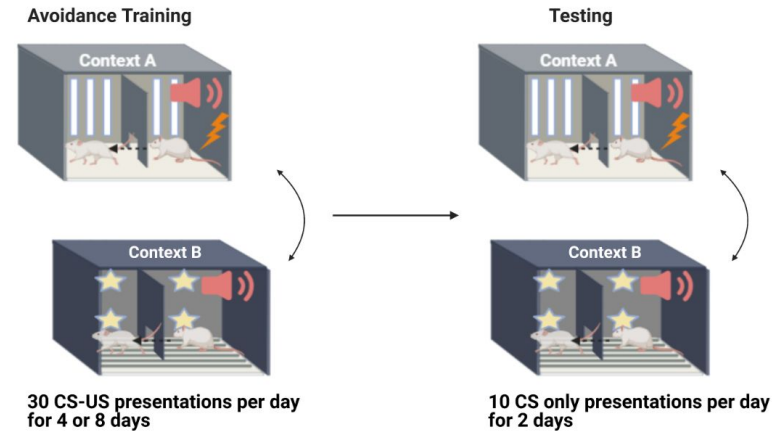 Avoidance Training
Testing
Context A
Context A
Context B
Context B
30 CS-US presentations per day
for 4 or 8 days
10 CS only presentations per day
for 2 days